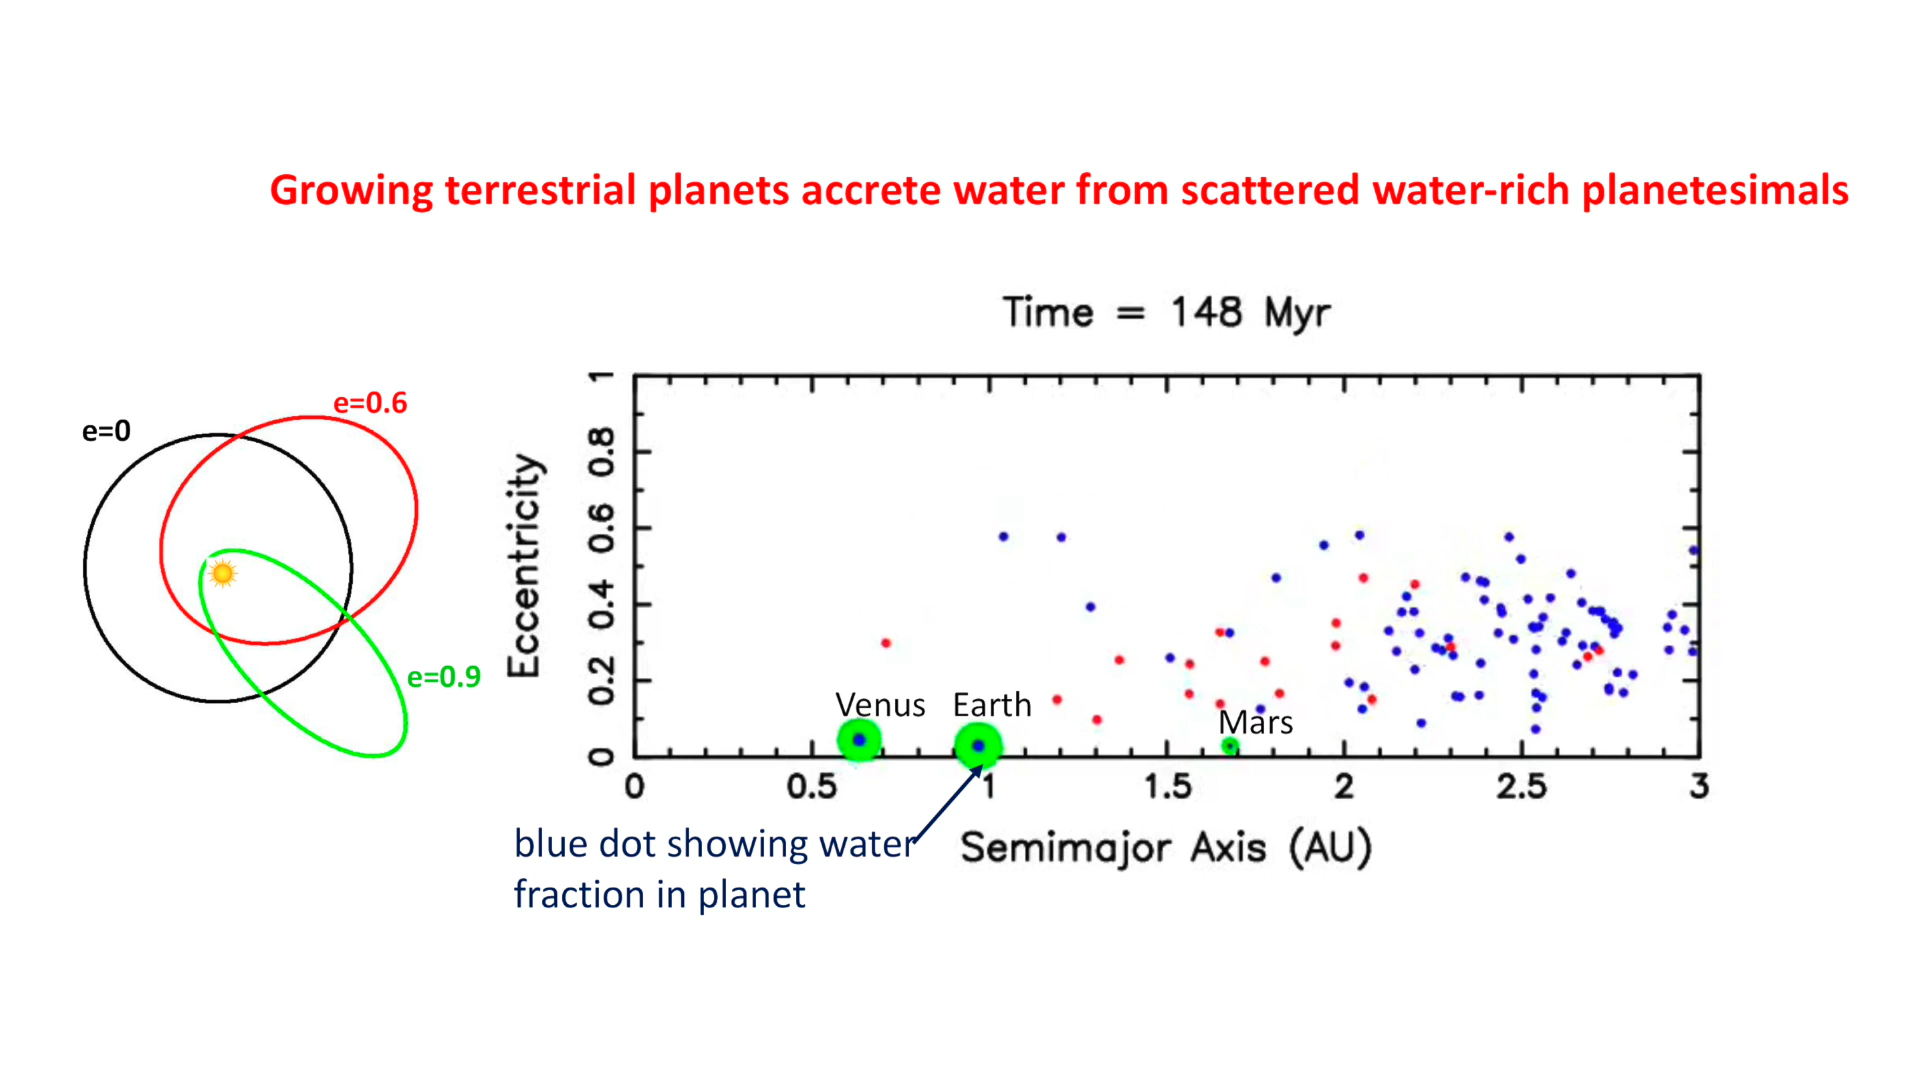 Growing terrestrial planets accrete water from scattered water-rich planetesimals
Time = 148 Myr
e=0
e=0.6
e=0.9
Eccentricity
1
0.8
0.6
0.4
0.2
0
Venus
Earth
Mars
0 0.5 1 1.5 2 2.5 3
Semimajor Axis (AU)
blue dot showing water
fraction in planet